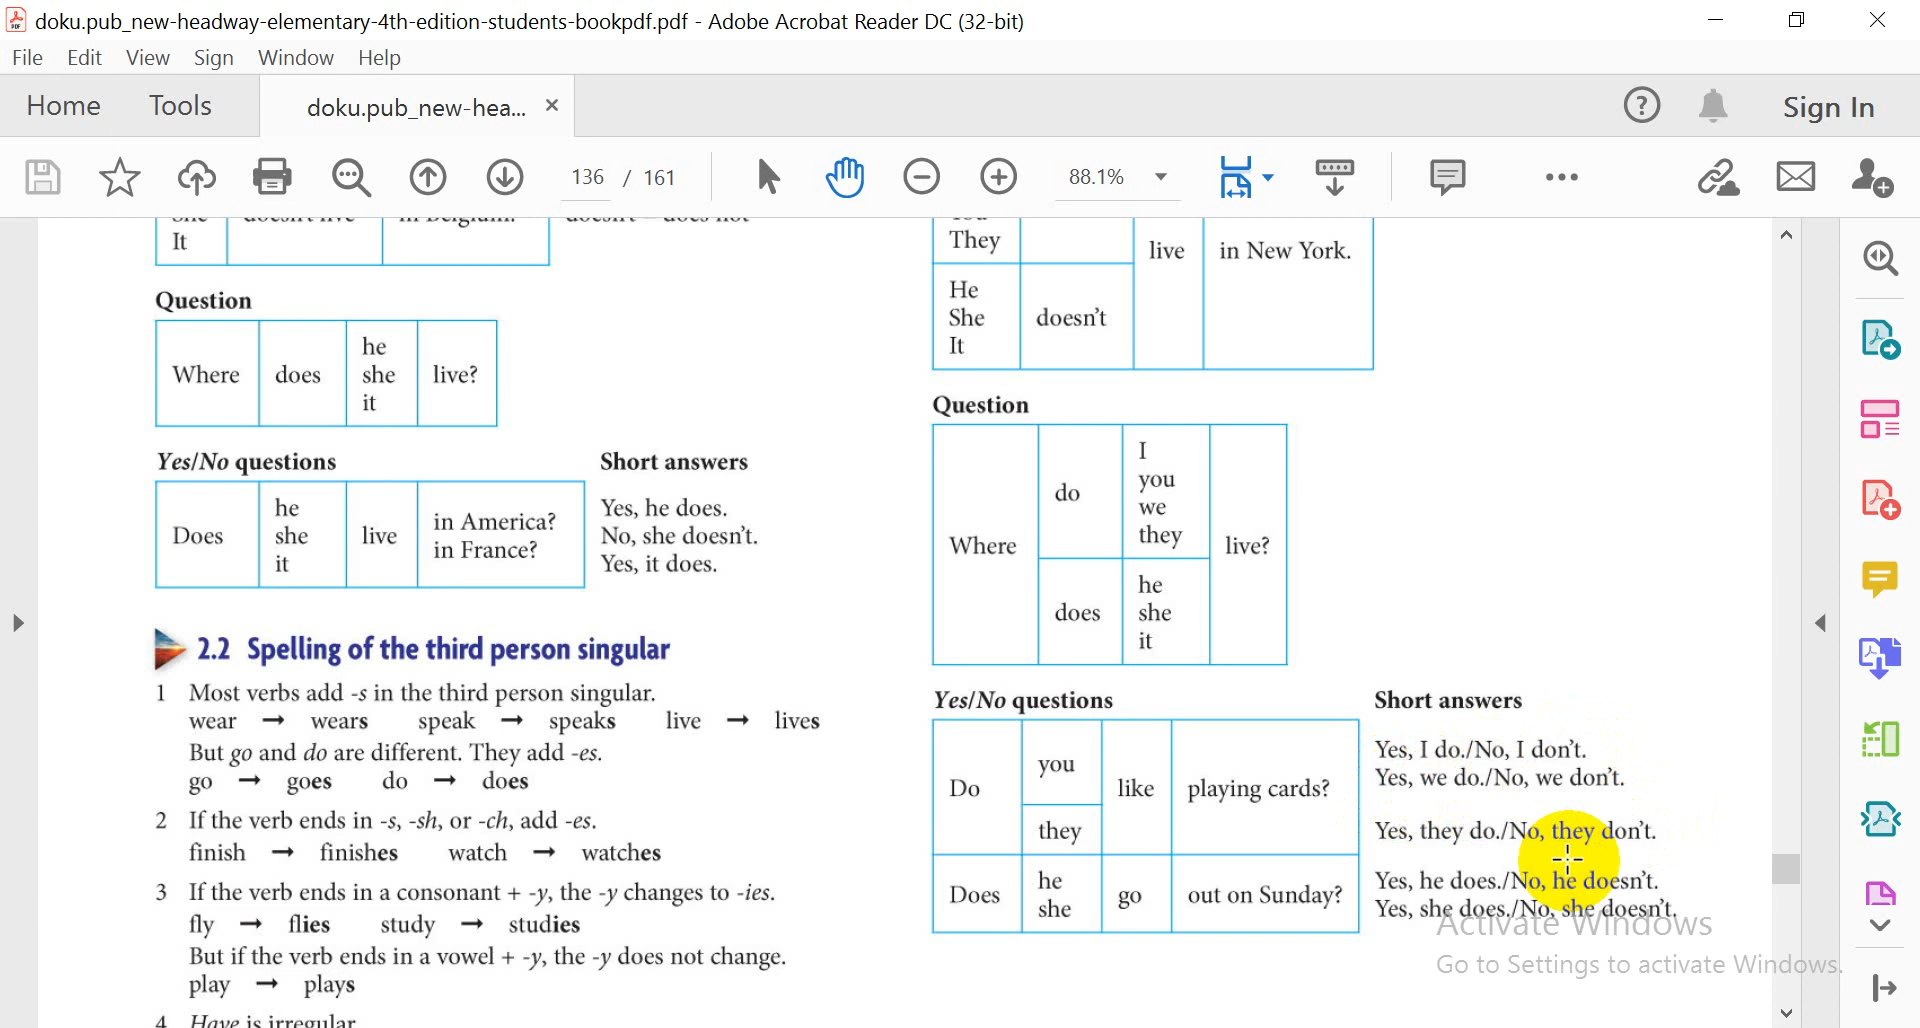 doku.pub_new-headway-elementary-4th-edition-students-bookpdf.pdf - Adobe Acrobat Reader DC (32-bit)
File Edit View Sign Window Help
Home Tools doku.pub_new-hea... × Sign In
136 / 161 88.1%
It
Question
Where does he she it live?
Yes/No questions
Does he she it live in America? in France?
Short answers
Yes, he does.
No, she doesn't.
Yes, it does.
2.2 Spelling of the third person singular
1 Most verbs add -s in the third person singular.
wear → wears speak → speaks live → lives
But go and do are different. They add -es.
go → goes do → does
2 If the verb ends in -s, -sh, or -ch, add -es.
finish → finishes watch → watches
3 If the verb ends in a consonant + -y, the -y changes to -ies.
fly → flies study → studies
But if the verb ends in a vowel + -y, the -y does not change.
play → plays
4 Have is irregular
They live in New York.
He
She doesn't
It
Question
Where do I you we they live?
does he she it
Yes/No questions
Do you like playing cards?
they
Does he she go out on Sunday?
Short answers
Yes, I do./No, I don't.
Yes, we do./No, we don't.
Yes, they do./No, they don't.
Yes, he does./No, he doesn't.
Yes, she does./No, she doesn't.
Activate Windows
Go to Settings to activate Windows.